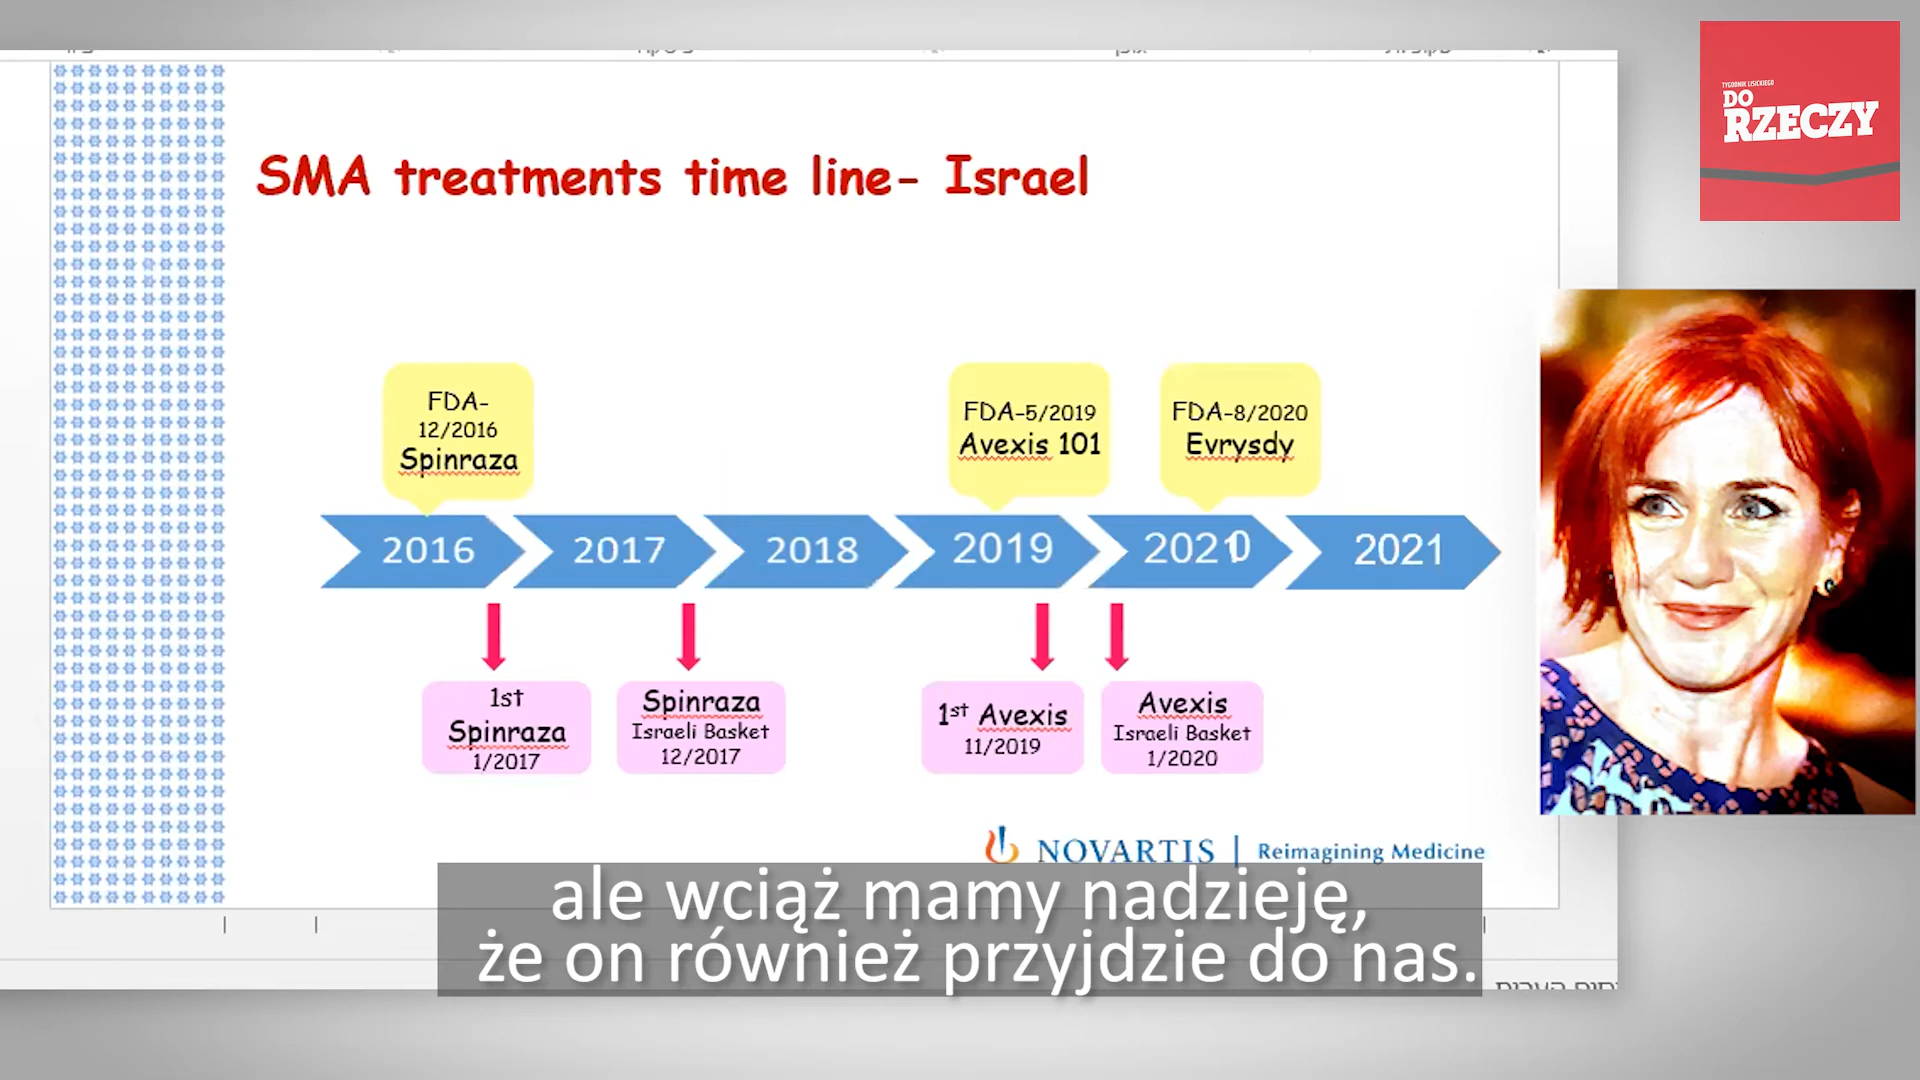 TYGODNIK LISICKIEGO
DO
RZECZY
SMA treatments time line- Israel
FDA-
12/2016
Spinraza
FDA-5/2019
Avexis 101
FDA-8/2020
Evrysdy
2016
2017
2018
2019
2020
2021
1st
Spinraza
1/2017
Spinraza
Israeli Basket
12/2017
1st Avexis
11/2019
Avexis
Israeli Basket
1/2020
NOVARTIS | Reimagining Medicine
ale wciąż mamy nadzieję,
że on również przyjdzie do nas.